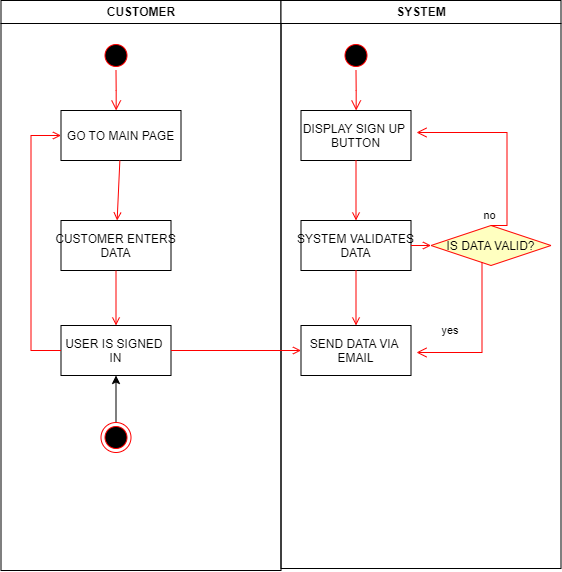 CUSTOMER
SYSTEM
GO TO MAIN PAGE
DISPLAY SIGN UP
BUTTON
CUSTOMER ENTERS
DATA
SYSTEM VALIDATES
DATA
no
IS DATA VALID?
USER IS SIGNED
IN
SEND DATA VIA
EMAIL
yes